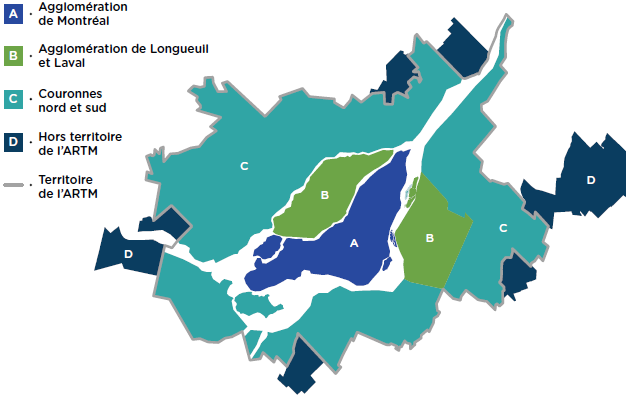 A · Agglomération
de Montréal
B · Agglomération de Longueuil
et Laval
C · Couronnes
nord et sud
D · Hors territoire
de l'ARTM
· Territoire
de l'ARTM
C
B
A
B
C
D
D